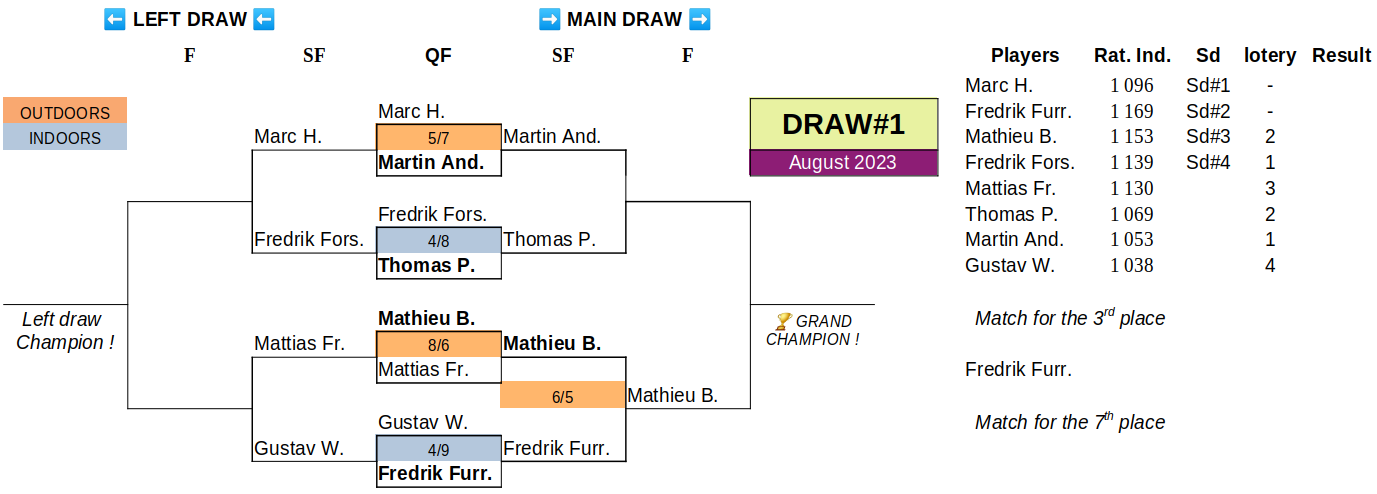 ⬅ LEFT DRAW ⬅ ➡ MAIN DRAW ➡
F SF QF SF F Players Rat. Ind. Sd lotery Result
Marc H. 1 096 Sd#1 -
OUTDOORS Marc H. Fredrik Furr. 1 169 Sd#2 -
INDOORS Marc H. 5/7 Martin And. DRAW#1 Mathieu B. 1 153 Sd#3 2
Martin And. August 2023 Fredrik Fors. 1 139 Sd#4 1
Mattias Fr. 1 130 3
Fredrik Fors. Thomas P. 1 069 2
Fredrik Fors. 4/8 Thomas P. Martin And. 1 053 1
Thomas P. Gustav W. 1 038 4
Left draw Mathieu B. 🏆 GRAND Match for the 3rd place
Champion ! Mattias Fr. 8/6 Mathieu B. CHAMPION !
Mattias Fr. Fredrik Furr.
6/5 Mathieu B.
Gustav W. Match for the 7th place
Gustav W. 4/9 Fredrik Furr.
Fredrik Furr.